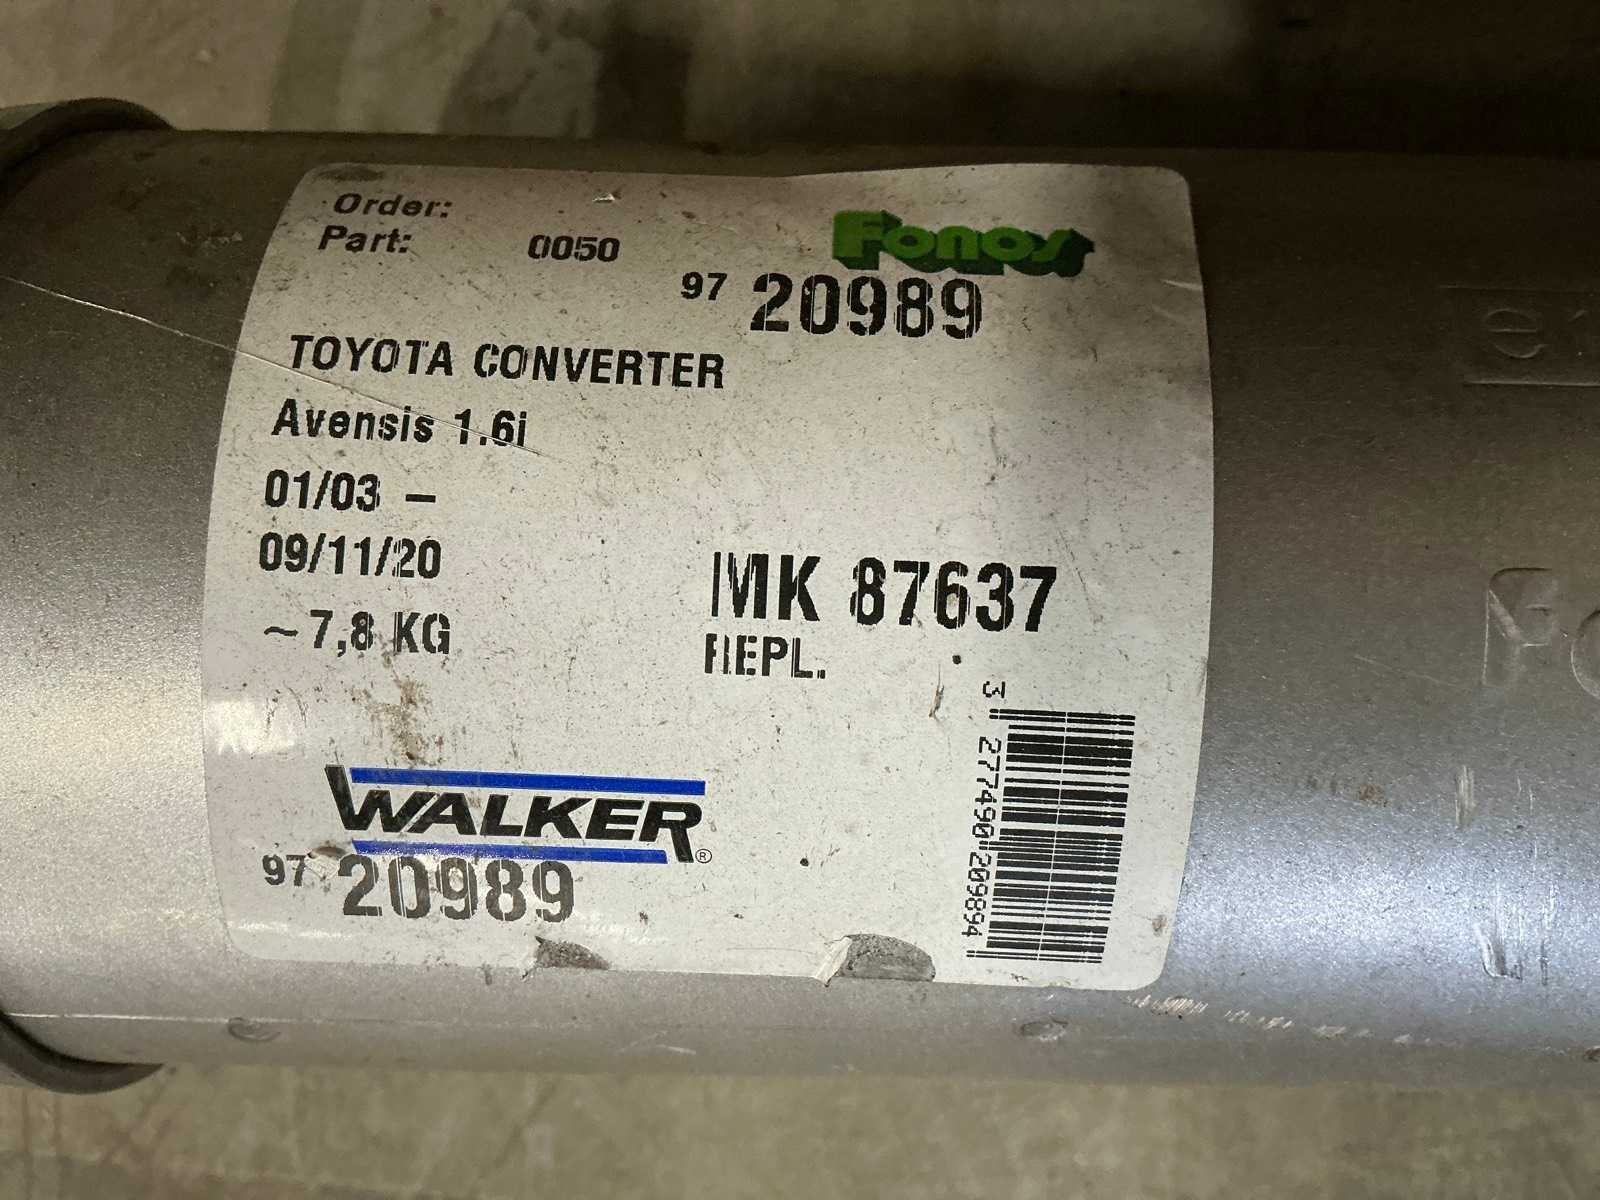 Order:
Part: 0050
Fonos
97 20989
TOYOTA CONVERTER
Avensis 1.6i
01/03 –
09/11/20
~ 7,8 KG
MK 87637
REPL.
3 277490 209894
WALKER ®
97 20989